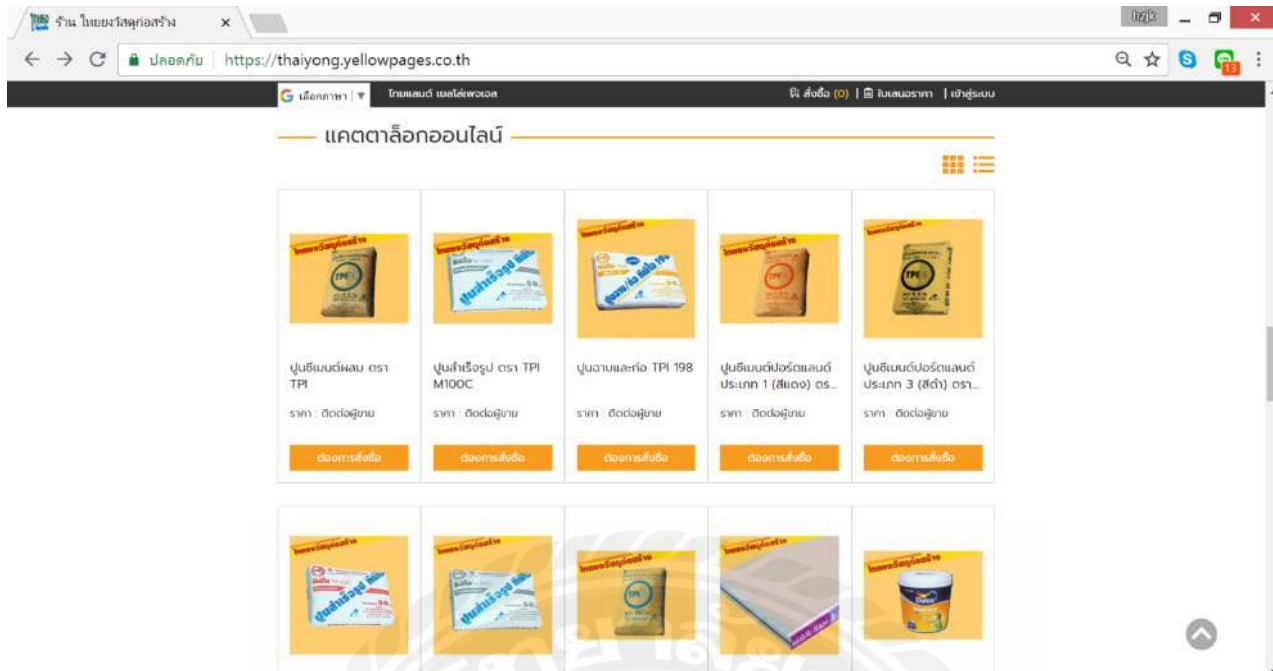 ร้าน ไทยยงวัสดุก่อสร้าง
ปลอดภัย https://thaiyong.yellowpages.co.th
13
เลือกภาษา ไทยแลนด์ เยลโล่เพจเจส สั่งซื้อ (0) | ใบเสนอราคา | เข้าสู่ระบบ
แคตตาล็อกออนไลน์
ปูนซีเมนต์ผสม ตรา TPI
ปูนสำเร็จรูป ตรา TPI M100C
ปูนฉาบและก่อ TPI 198
ปูนซีเมนต์ปอร์ตแลนด์ ประเภท 1 (สีแดง) ตร...
ปูนซีเมนต์ปอร์ตแลนด์ ประเภท 3 (สีดำ) ตรา...
ราคา : ติดต่อผู้ขาย
ราคา : ติดต่อผู้ขาย
ราคา : ติดต่อผู้ขาย
ราคา : ติดต่อผู้ขาย
ราคา : ติดต่อผู้ขาย
ต้องการสั่งซื้อ
ต้องการสั่งซื้อ
ต้องการสั่งซื้อ
ต้องการสั่งซื้อ
ต้องการสั่งซื้อ